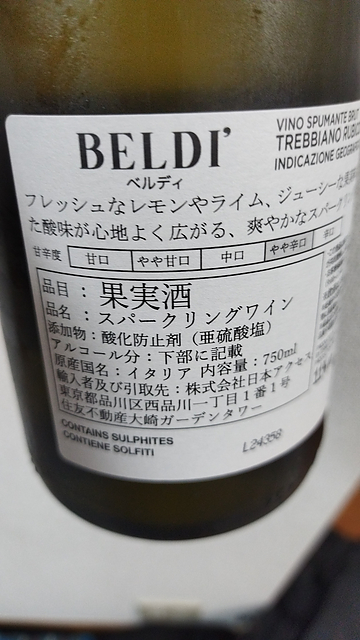 BELDI'
ベルディ
VINO SPUMANTE BRUT
TREBBIANO
INDICAZIONE
フレッシュなレモンやライム、ジューシーな
た酸味が心地よく広がる、爽やかなスパーク
甘辛度 甘口 やや甘口 中口 やや辛口 辛口
品目：果実酒
品名：スパークリングワイン
添加物：酸化防止剤（亜硫酸塩）
アルコール分：下部に記載
原産国名：イタリア 内容量：750ml
輸入者及び引取先：株式会社日本アクセス
東京都品川区西品川一丁目1番1号
住友不動産大崎ガーデンタワー
CONTAINS SULPHITES
CONTIENE SOLFITI
L24358